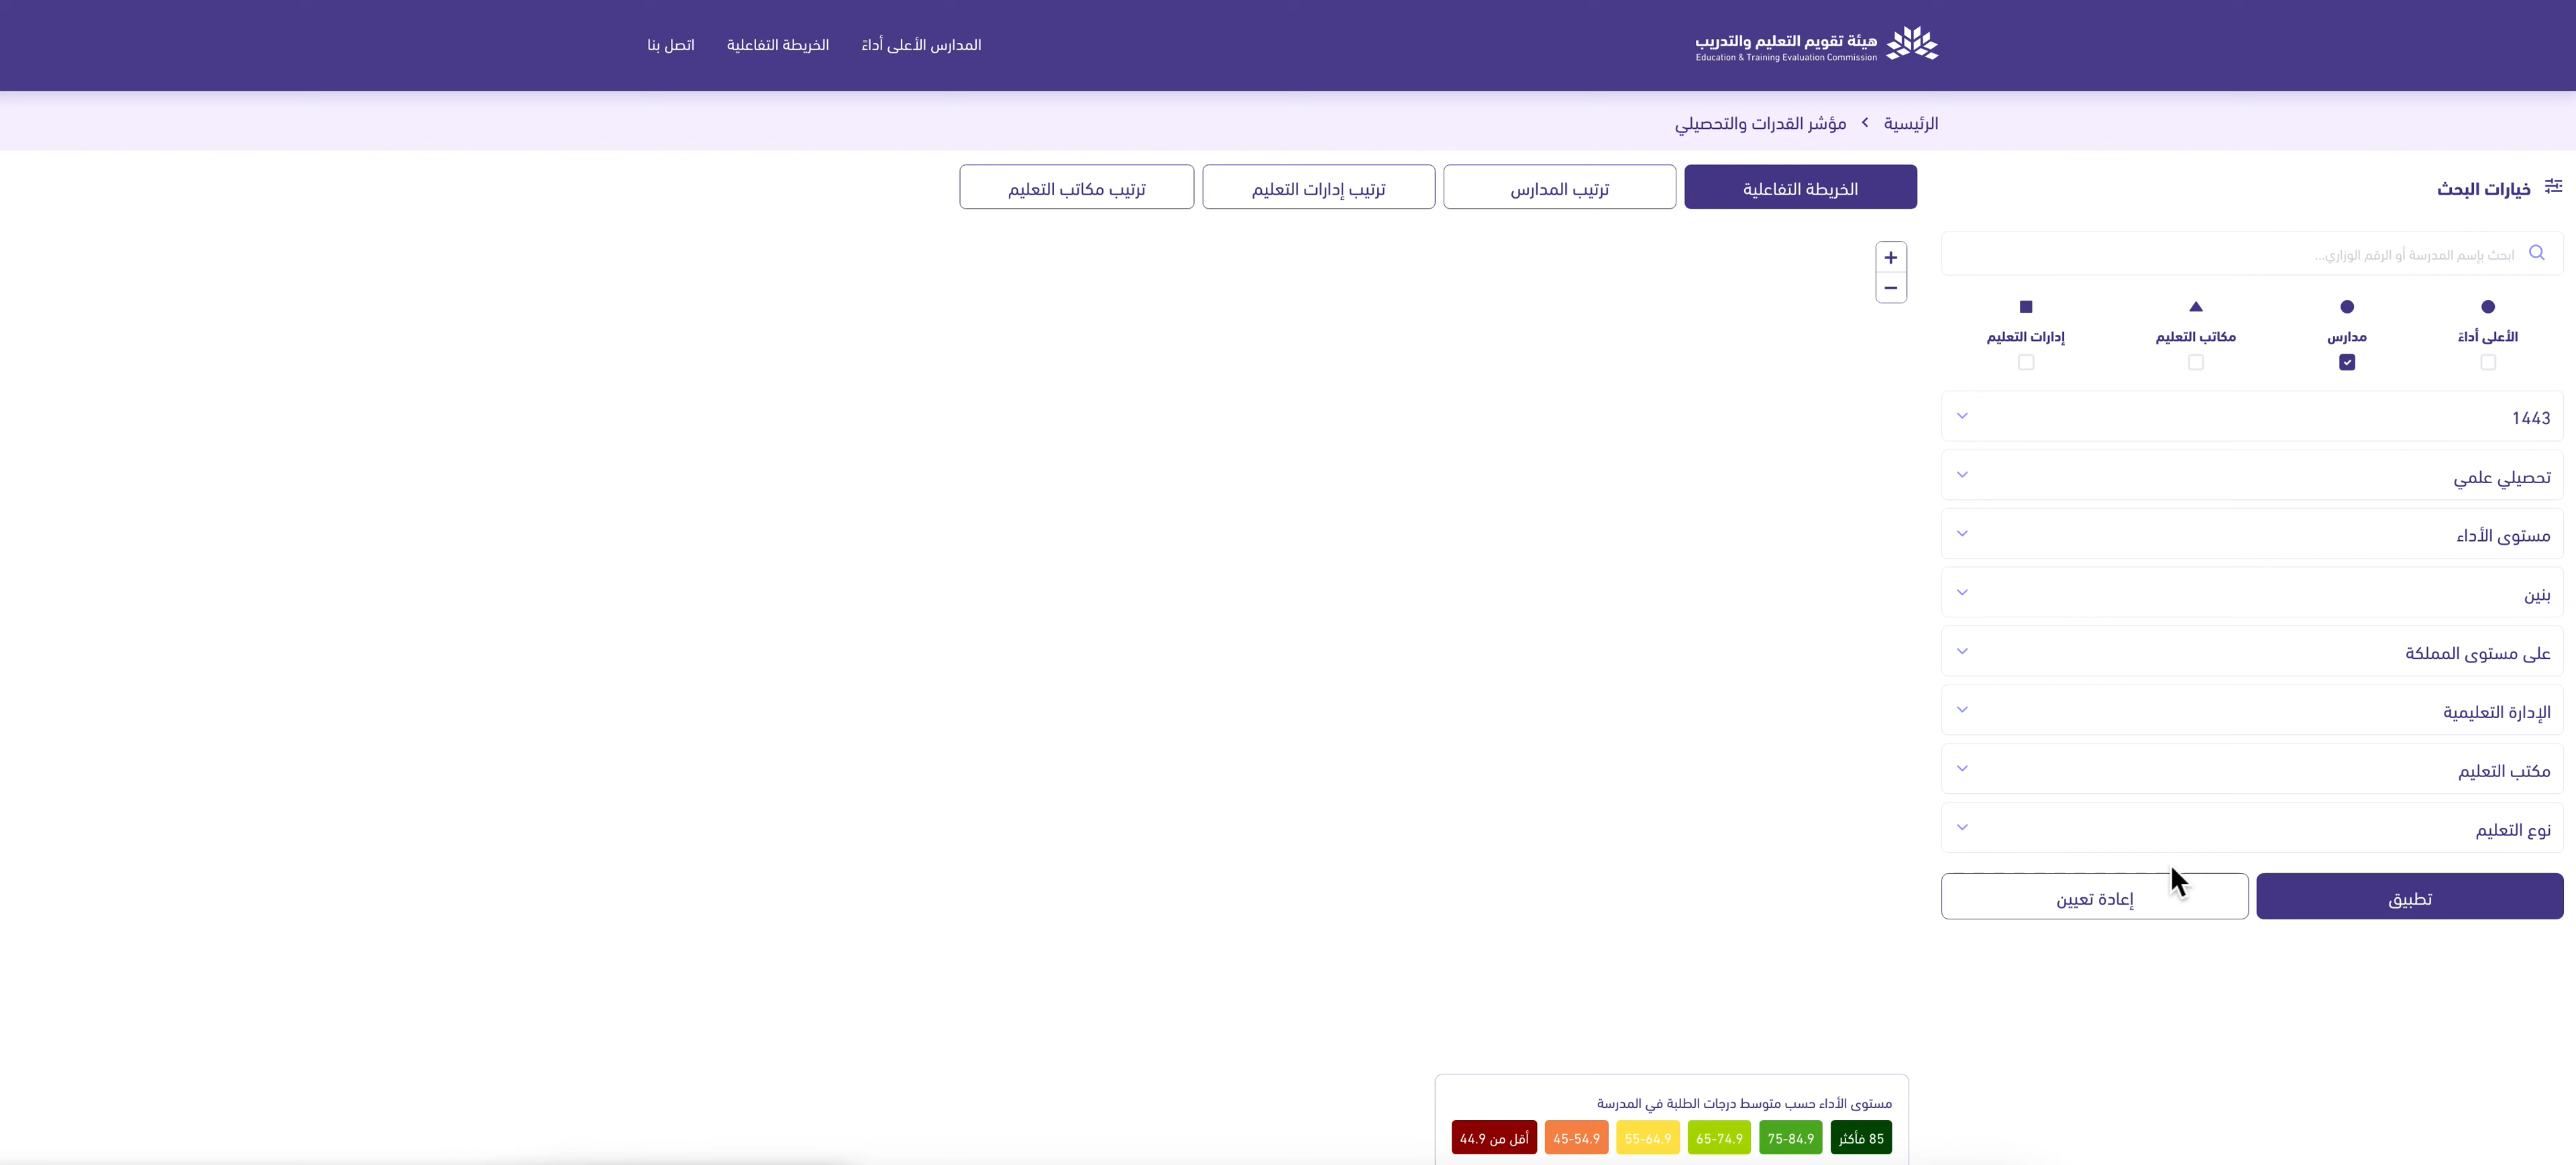 هيئة تقويم التعليم والتدريب
Education & Training Evaluation Commission
المدارس الأعلى أداءً
الخريطة التفاعلية
اتصل بنا
الرئيسية
مؤشر القدرات والتحصيلي
خيارات البحث
الخريطة التفاعلية
ترتيب المدارس
ترتيب إدارات التعليم
ترتيب مكاتب التعليم
ابحث بإسم المدرسة أو الرقم الوزاري...
+
−
الأعلى أداءً
مدارس
مكاتب التعليم
إدارات التعليم
1443
تحصيلي علمي
مستوى الأداء
بنين
على مستوى المملكة
الإدارة التعليمية
مكتب التعليم
نوع التعليم
تطبيق
إعادة تعيين
مستوى الأداء حسب متوسط درجات الطلبة في المدرسة
85 فأكثر
75-84.9
65-74.9
55-64.9
45-54.9
أقل من 44.9